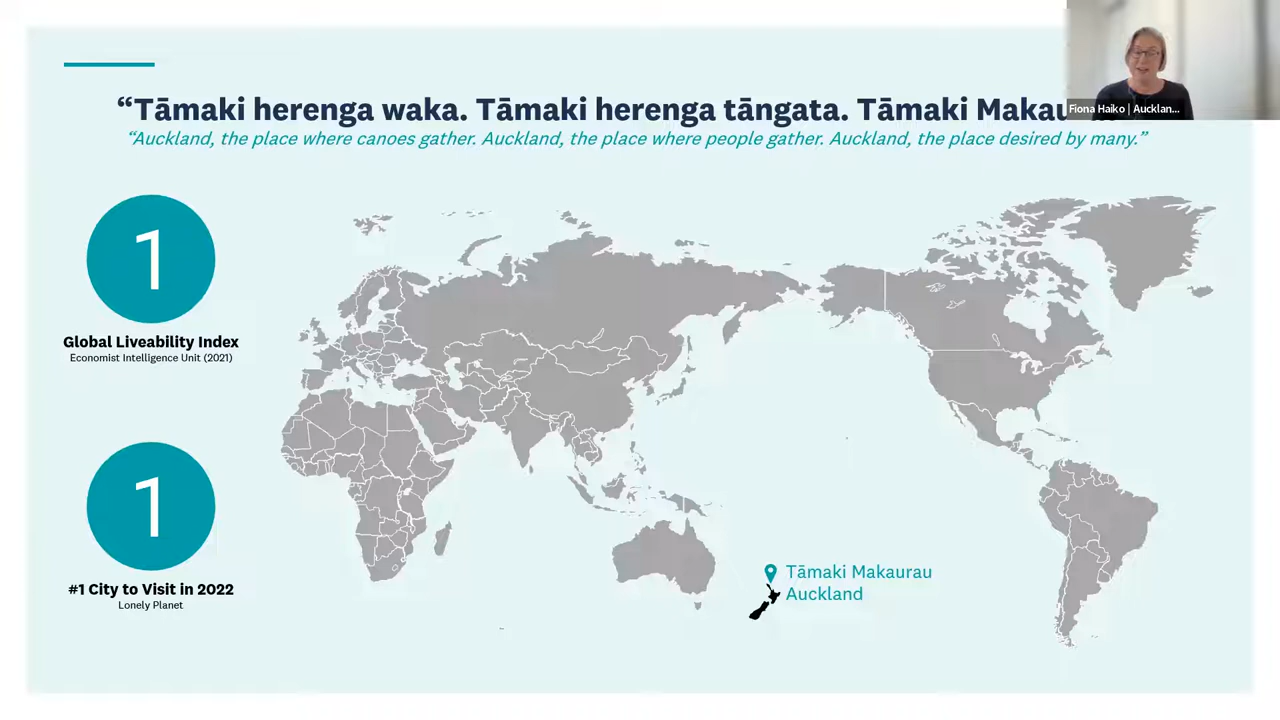 “Tāmaki herenga waka. Tāmaki herenga tāngata. Tāmaki
“Auckland, the place where canoes gather. Auckland, the place where people gather. Auckland, the place desired by many.”
Fiona Haiko | Aucklan...
1
Global Liveability Index
Economist Intelligence Unit (2021)
1
#1 City to Visit in 2022
Lonely Planet
Tāmaki Makaurau
Auckland